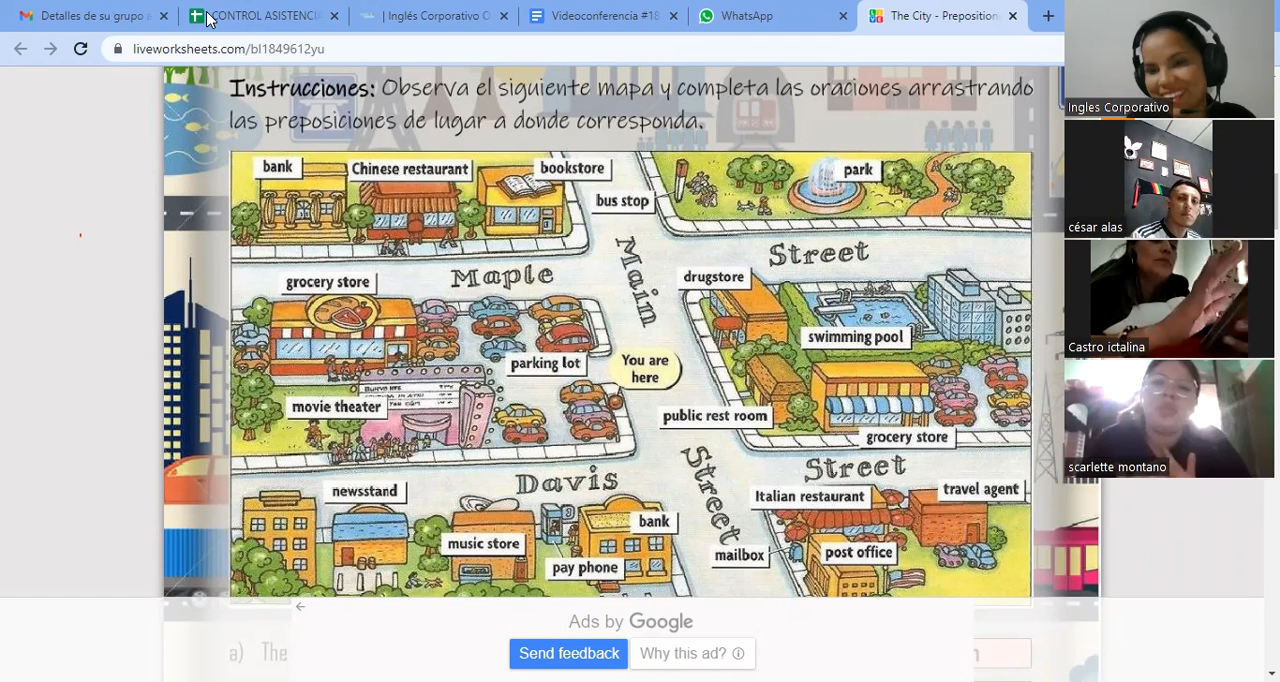 Detalles de su grupo a
CONTROL ASISTENCIA
| Inglés Corporativo O
Videoconferencia #18
WhatsApp
The City - Preposition
liveworksheets.com/bl1849612yu
Instrucciones: Observa el siguiente mapa y completa las oraciones arrastrando
las preposiciones de lugar a donde corresponda.
bank
Chinese restaurant
bookstore
bus stop
park
Maple
Main
Street
grocery store
drugstore
swimming pool
parking lot
You are
here
movie theater
public rest room
grocery store
Davis
Street
Street
newsstand
music store
pay phone
bank
Italian restaurant
travel agent
mailbox
post office
a) The
Ads by Google
Send feedback
Why this ad?
Ingles Corporativo
césar alas
Castro ictalina
scarlette montano